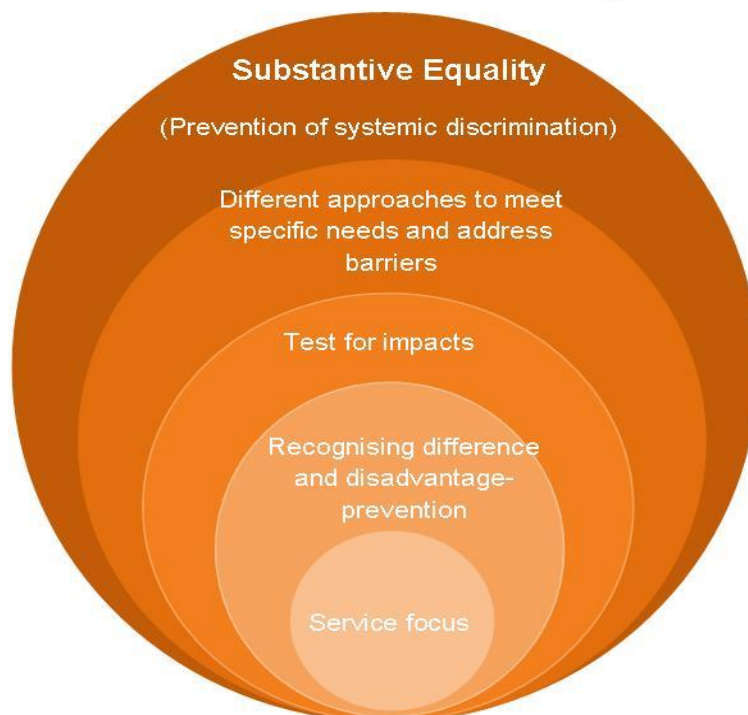 Substantive Equality
(Prevention of systemic discrimination)
Different approaches to meet
specific needs and address
barriers
Test for impacts
Recognising difference
and disadvantage-
prevention
Service focus